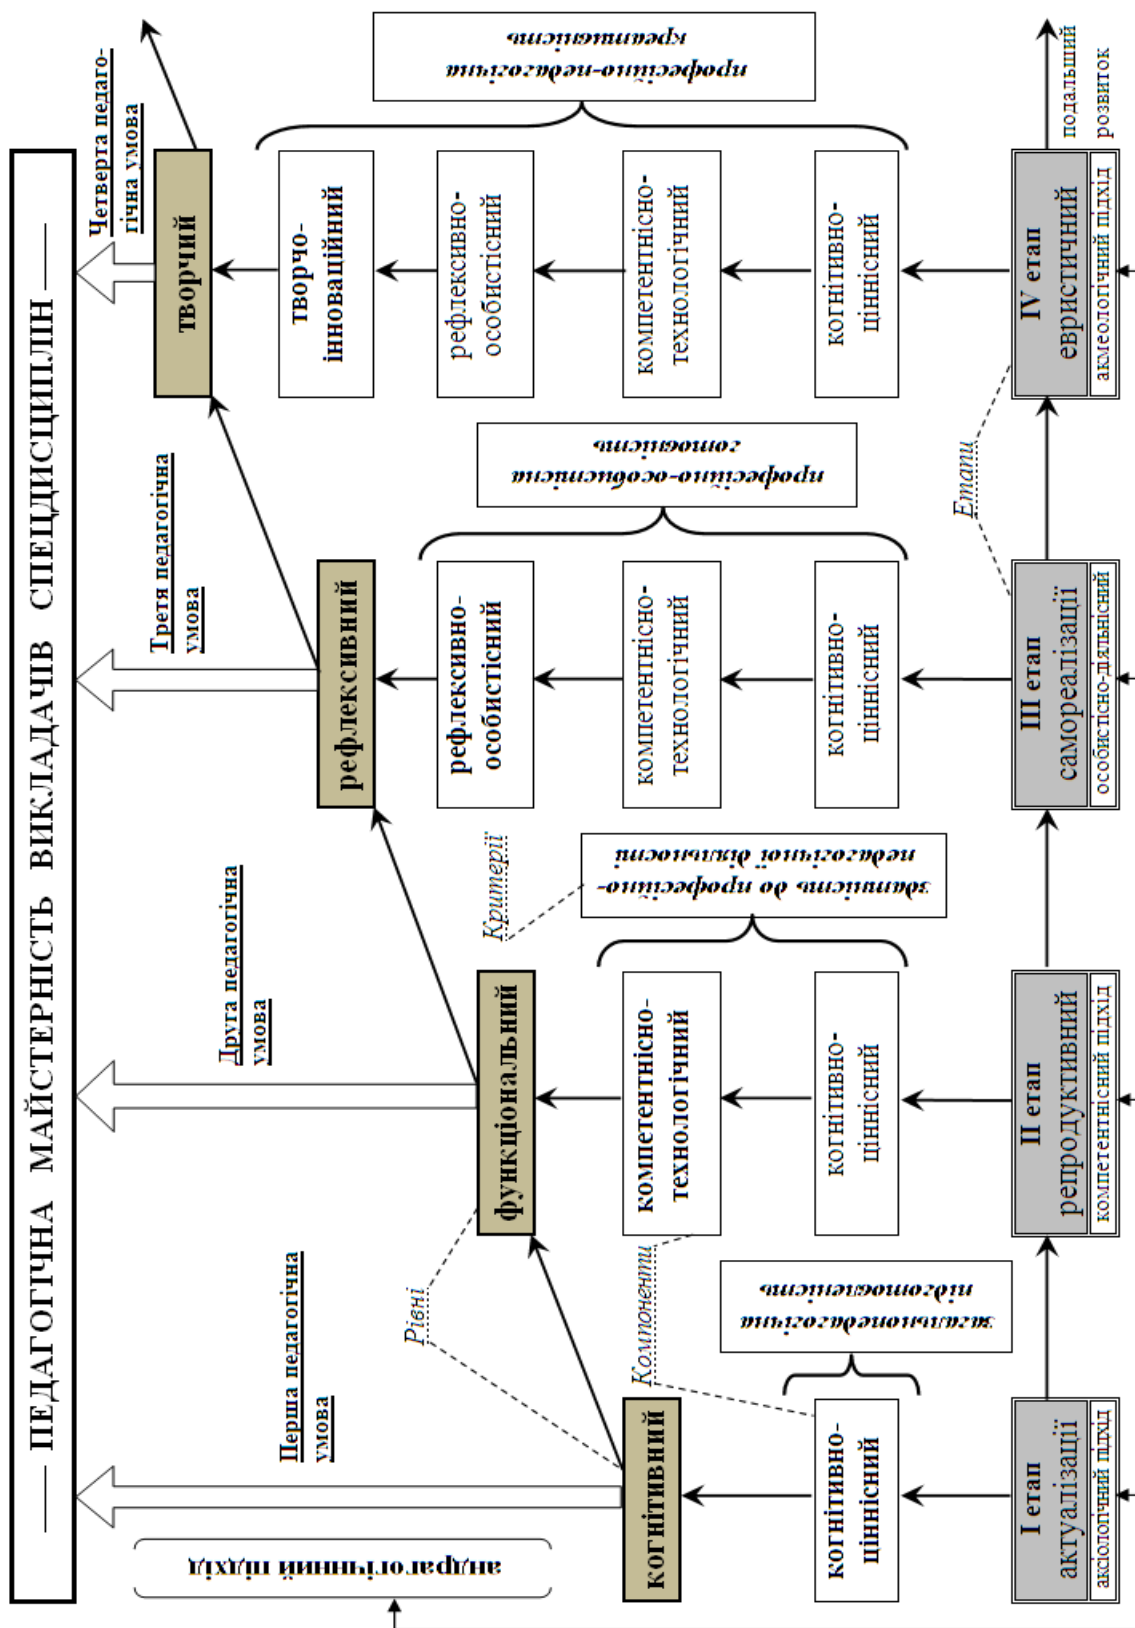 ПЕДАГОГІЧНА МАЙСТЕРНІСТЬ ВИКЛАДАЧІВ СПЕЦДИСЦИПЛІН
андрагогічний підхід
Перша педагогічна
умова
Друга педагогічна
умова
Третя педагогічна
умова
Четверта педаго-
гічна умова
Рівні
когнітивний
функціональний
рефлексивний
творчий
Критерії
загальнопедагогічна
підготовленість
здатність до професійно-
педагогічної діяльності
професійно-особистісна
готовність
професійно-педагогічна
креативність
Компоненти
когнітивно-
ціннісний
компетентнісно-
технологічний
когнітивно-
ціннісний
рефлексивно-
особистісний
компетентнісно-
технологічний
когнітивно-
ціннісний
творчо-
інноваційний
рефлексивно-
особистісний
компетентнісно-
технологічний
когнітивно-
ціннісний
Етапи
І етап
актуалізації
аксіологічний підхід
ІІ етап
репродуктивний
компетентнісний підхід
ІІІ етап
самореалізації
особистісно-діяльнісний
IV етап
евристичний
акмеологічний підхід
подальший
розвиток